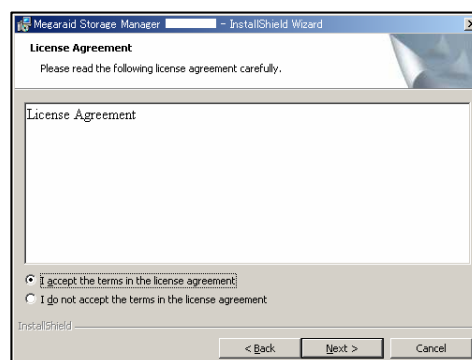 Megaraid Storage Manager - InstallShield Wizard
License Agreement
Please read the following license agreement carefully.
License Agreement
I accept the terms in the license agreement
I do not accept the terms in the license agreement
InstallShield
< Back Next > Cancel